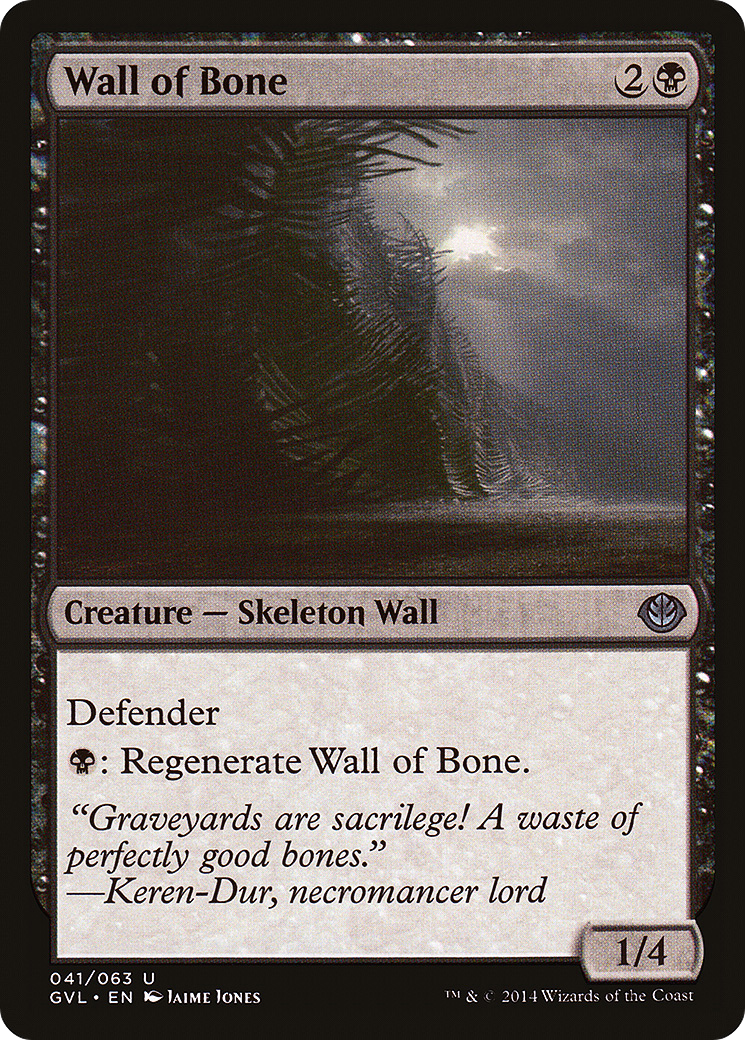 Wall of Bone 2
Creature — Skeleton Wall
Defender
: Regenerate Wall of Bone.
“Graveyards are sacrilege! A waste of
perfectly good bones.”
—Keren-Dur, necromancer lord
1/4
041/063 U
GVL • EN Jaime Jones
™ & © 2014 Wizards of the Coast